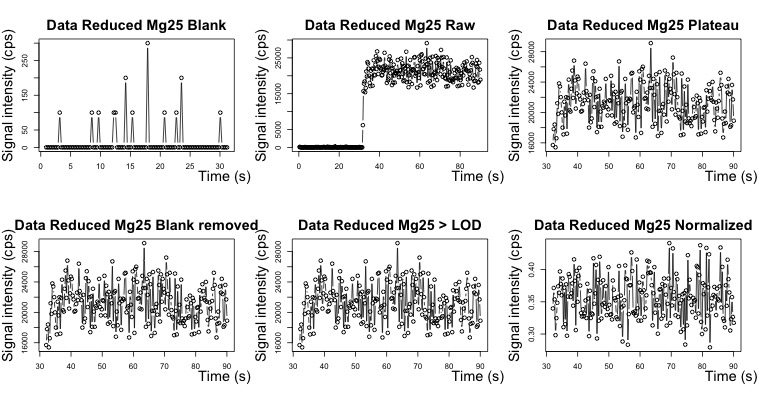 Data Reduced Mg25 Blank
Signal intensity (cps)
0 50 150 250
0 5 10 15 20 25 30
Time (s)
Data Reduced Mg25 Raw
Signal intensity (cps)
0 5000 15000 25000
0 20 40 60 80
Time (s)
Data Reduced Mg25 Plateau
Signal intensity (cps)
16000 20000 24000 28000
30 40 50 60 70 80 90
Time (s)
Data Reduced Mg25 Blank removed
Signal intensity (cps)
16000 20000 24000 28000
30 40 50 60 70 80 90
Time (s)
Data Reduced Mg25 > LOD
Signal intensity (cps)
16000 20000 24000 28000
30 40 50 60 70 80 90
Time (s)
Data Reduced Mg25 Normalized
Signal intensity (cps)
0.30 0.35 0.40
30 40 50 60 70 80 90
Time (s)